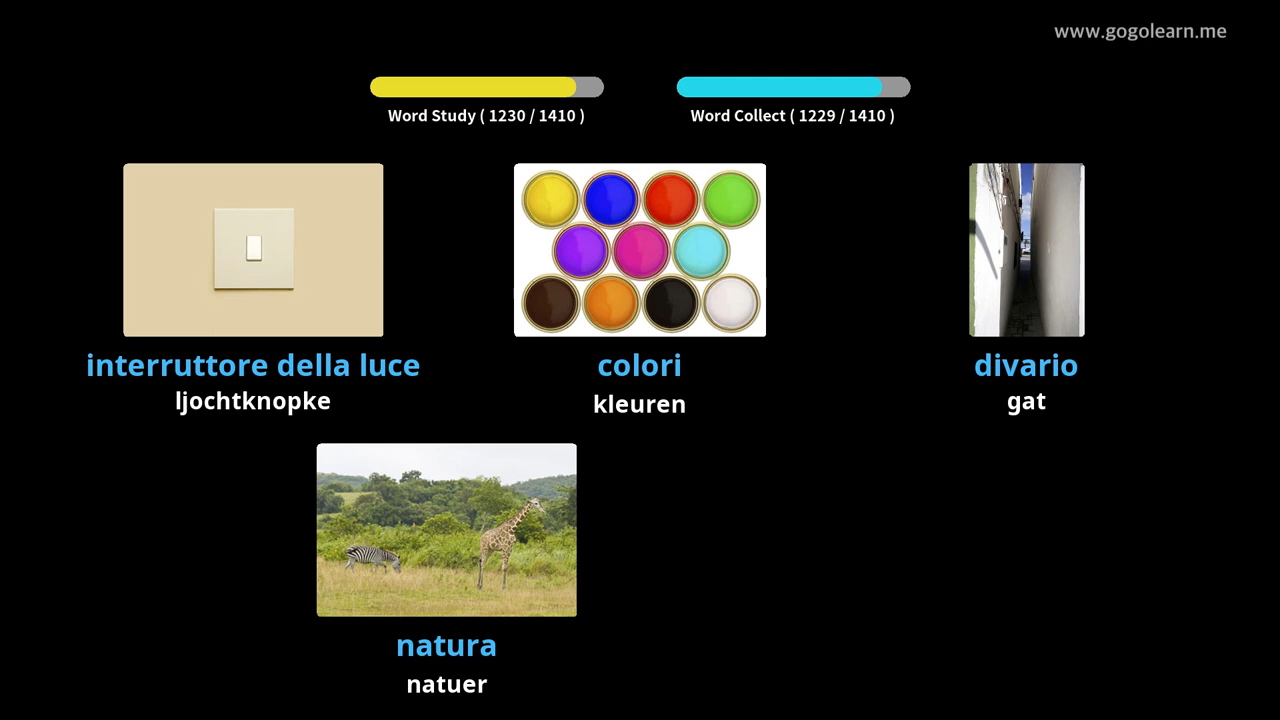 www.gogolearn.me
Word Study ( 1230 / 1410 )
Word Collect ( 1229 / 1410 )
interruttore della luce
ljochtknopke
colori
kleuren
divario
gat
natura
natuer